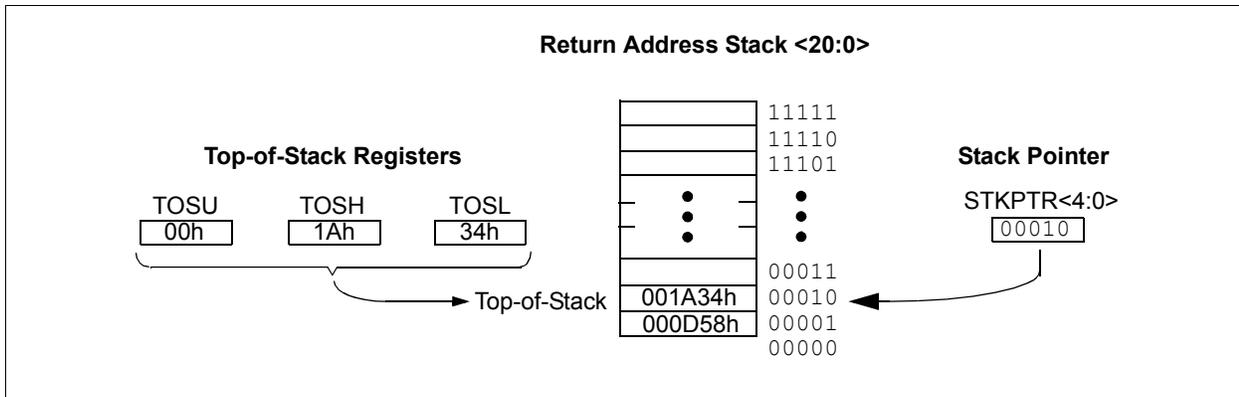 Return Address Stack <20:0>
11111
11110
11101
Top-of-Stack Registers
Stack Pointer
TOSU TOSH TOSL
00h 1Ah 34h
STKPTR<4:0>
00010
00011
Top-of-Stack 001A34h 00010
000D58h 00001
00000